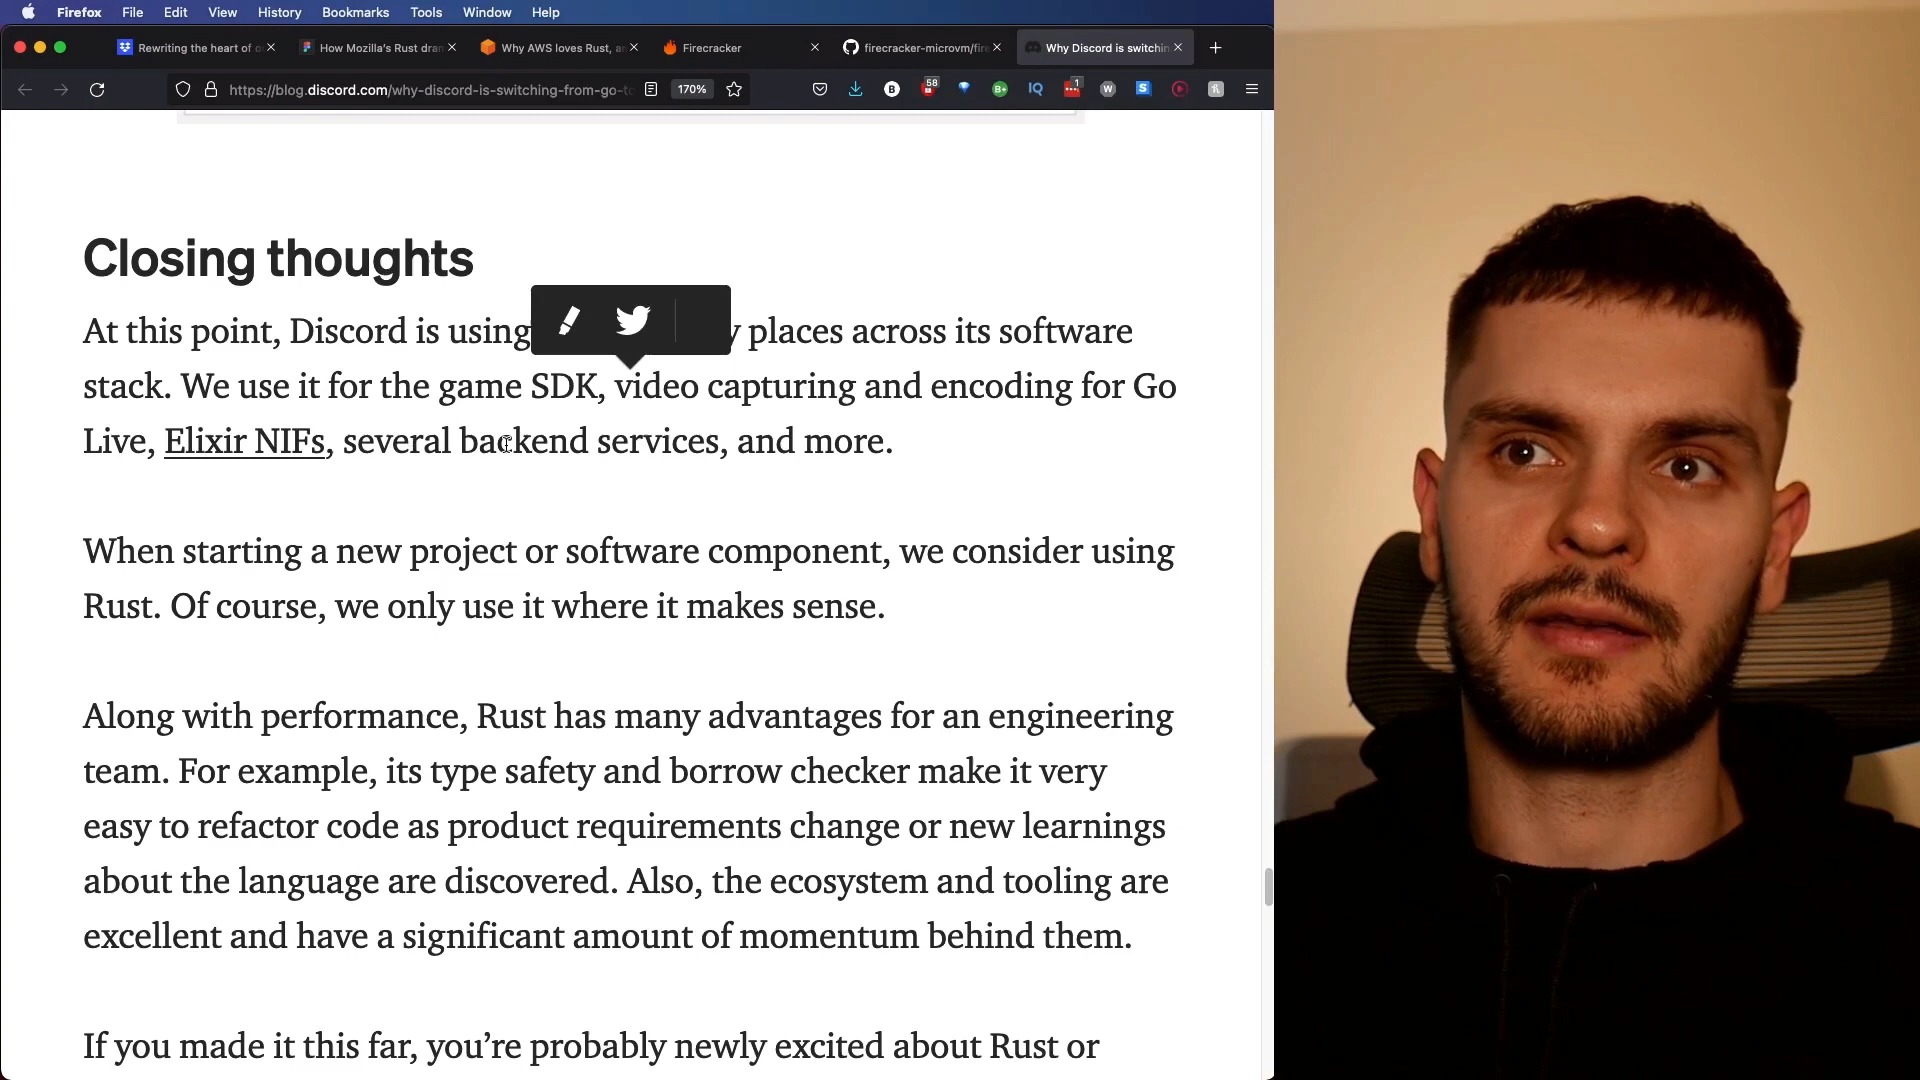 Firefox File Edit View History Bookmarks Tools Window Help
Rewriting the heart of How Mozilla's Rust dram Why AWS loves Rust, a Firecracker firecracker-microvm/fire Why Discord is switchin
https://blog.discord.com/why-discord-is-switching-from-go-to 170% B 58 B+ IQ 1 W S
Closing thoughts
At this point, Discord is using y places across its software
stack. We use it for the game SDK, video capturing and encoding for Go
Live, Elixir NIFs, several backend services, and more.
When starting a new project or software component, we consider using
Rust. Of course, we only use it where it makes sense.
Along with performance, Rust has many advantages for an engineering
team. For example, its type safety and borrow checker make it very
easy to refactor code as product requirements change or new learnings
about the language are discovered. Also, the ecosystem and tooling are
excellent and have a significant amount of momentum behind them.
If you made it this far, you're probably newly excited about Rust or